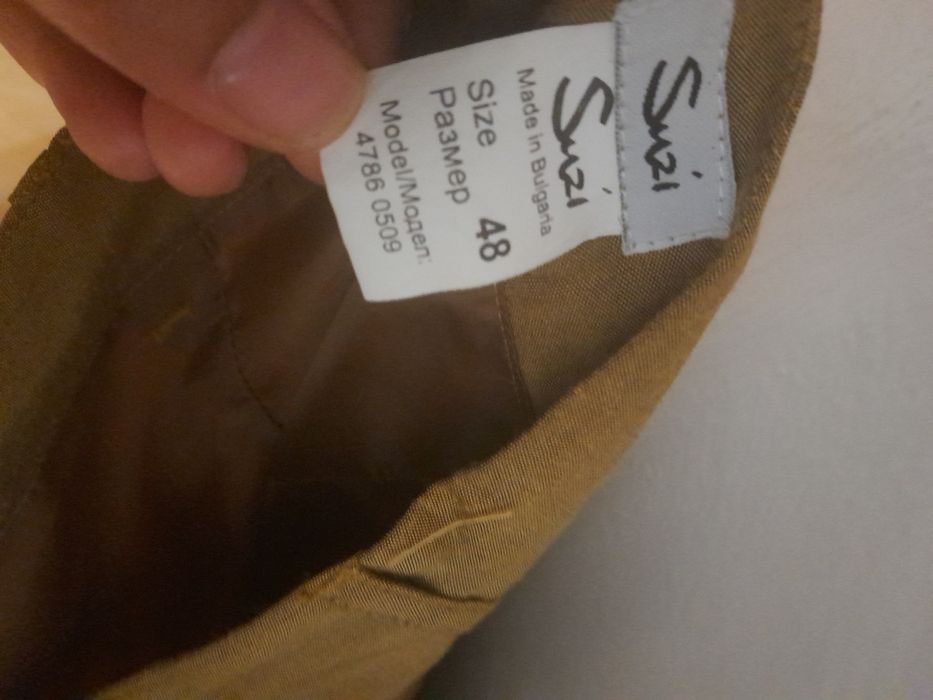 Suzi
Suzi
Made in Bulgaria
Size 48
Размер
Model/Модел:
4786 0509